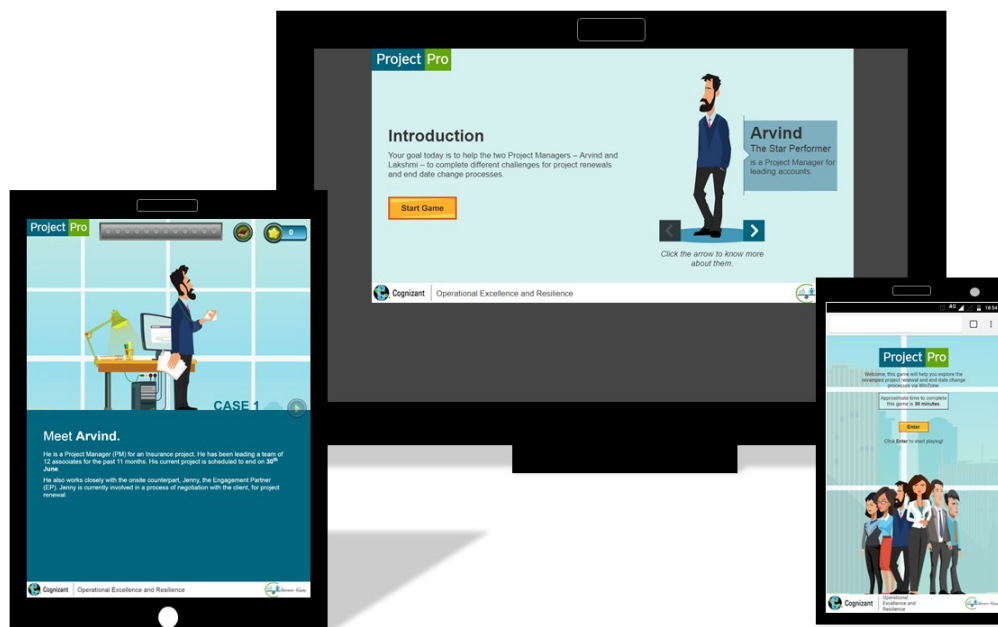 Project Pro
Introduction
Your goal today is to help the two Project Managers – Arvind and
Lakshmi – to complete different challenges for project renewals
and end date change processes.
Start Game
Arvind
The Star Performer
is a Project Manager for
leading accounts.
Click the arrow to know more
about them.
Cognizant
Operational Excellence and Resilience
Project Pro
0
CASE 1
Meet Arvind.
He is a Project Manager (PM) for an Insurance project. He has been leading a team of
12 associates for the past 11 months. His current project is scheduled to end on 30th
June.
He also works closely with the onsite counterpart, Jenny, the Engagement Partner
(EP). Jenny is currently involved in a process of negotiation with the client, for project
renewal.
Cognizant
Operational Excellence and Resilience
4G
18:54
Project Pro
Welcome, this game will help you explore the
revamped project renewal and end date change
processes via WinZone.
Approximate time to complete
this game is 30 minutes.
Enter
Click Enter to start playing!
Cognizant
Operational
Excellence and
Resilience